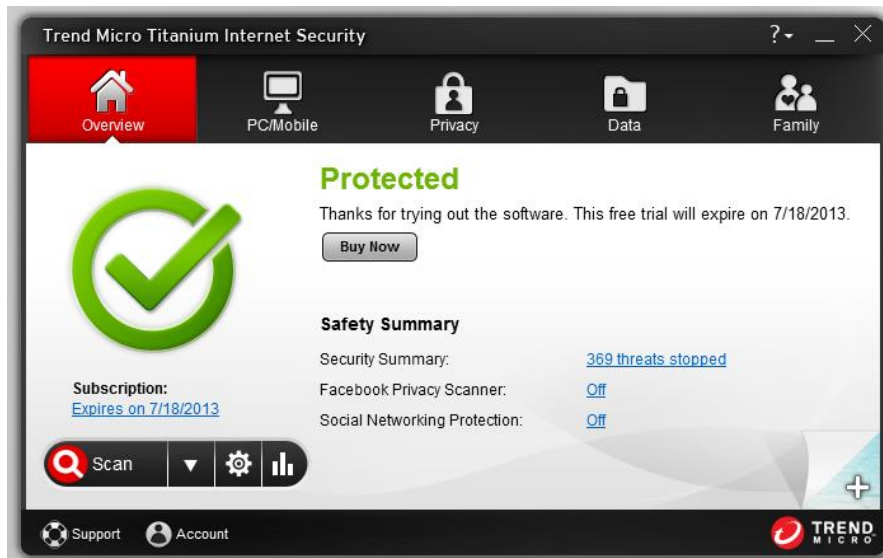 Trend Micro Titanium Internet Security
?
Overview
PC/Mobile
Privacy
Data
Family
Protected
Thanks for trying out the software. This free trial will expire on 7/18/2013.
Buy Now
Safety Summary
Security Summary: 369 threats stopped
Facebook Privacy Scanner: Off
Social Networking Protection: Off
Subscription:
Expires on 7/18/2013
Scan
Support
Account
TREND
MICRO